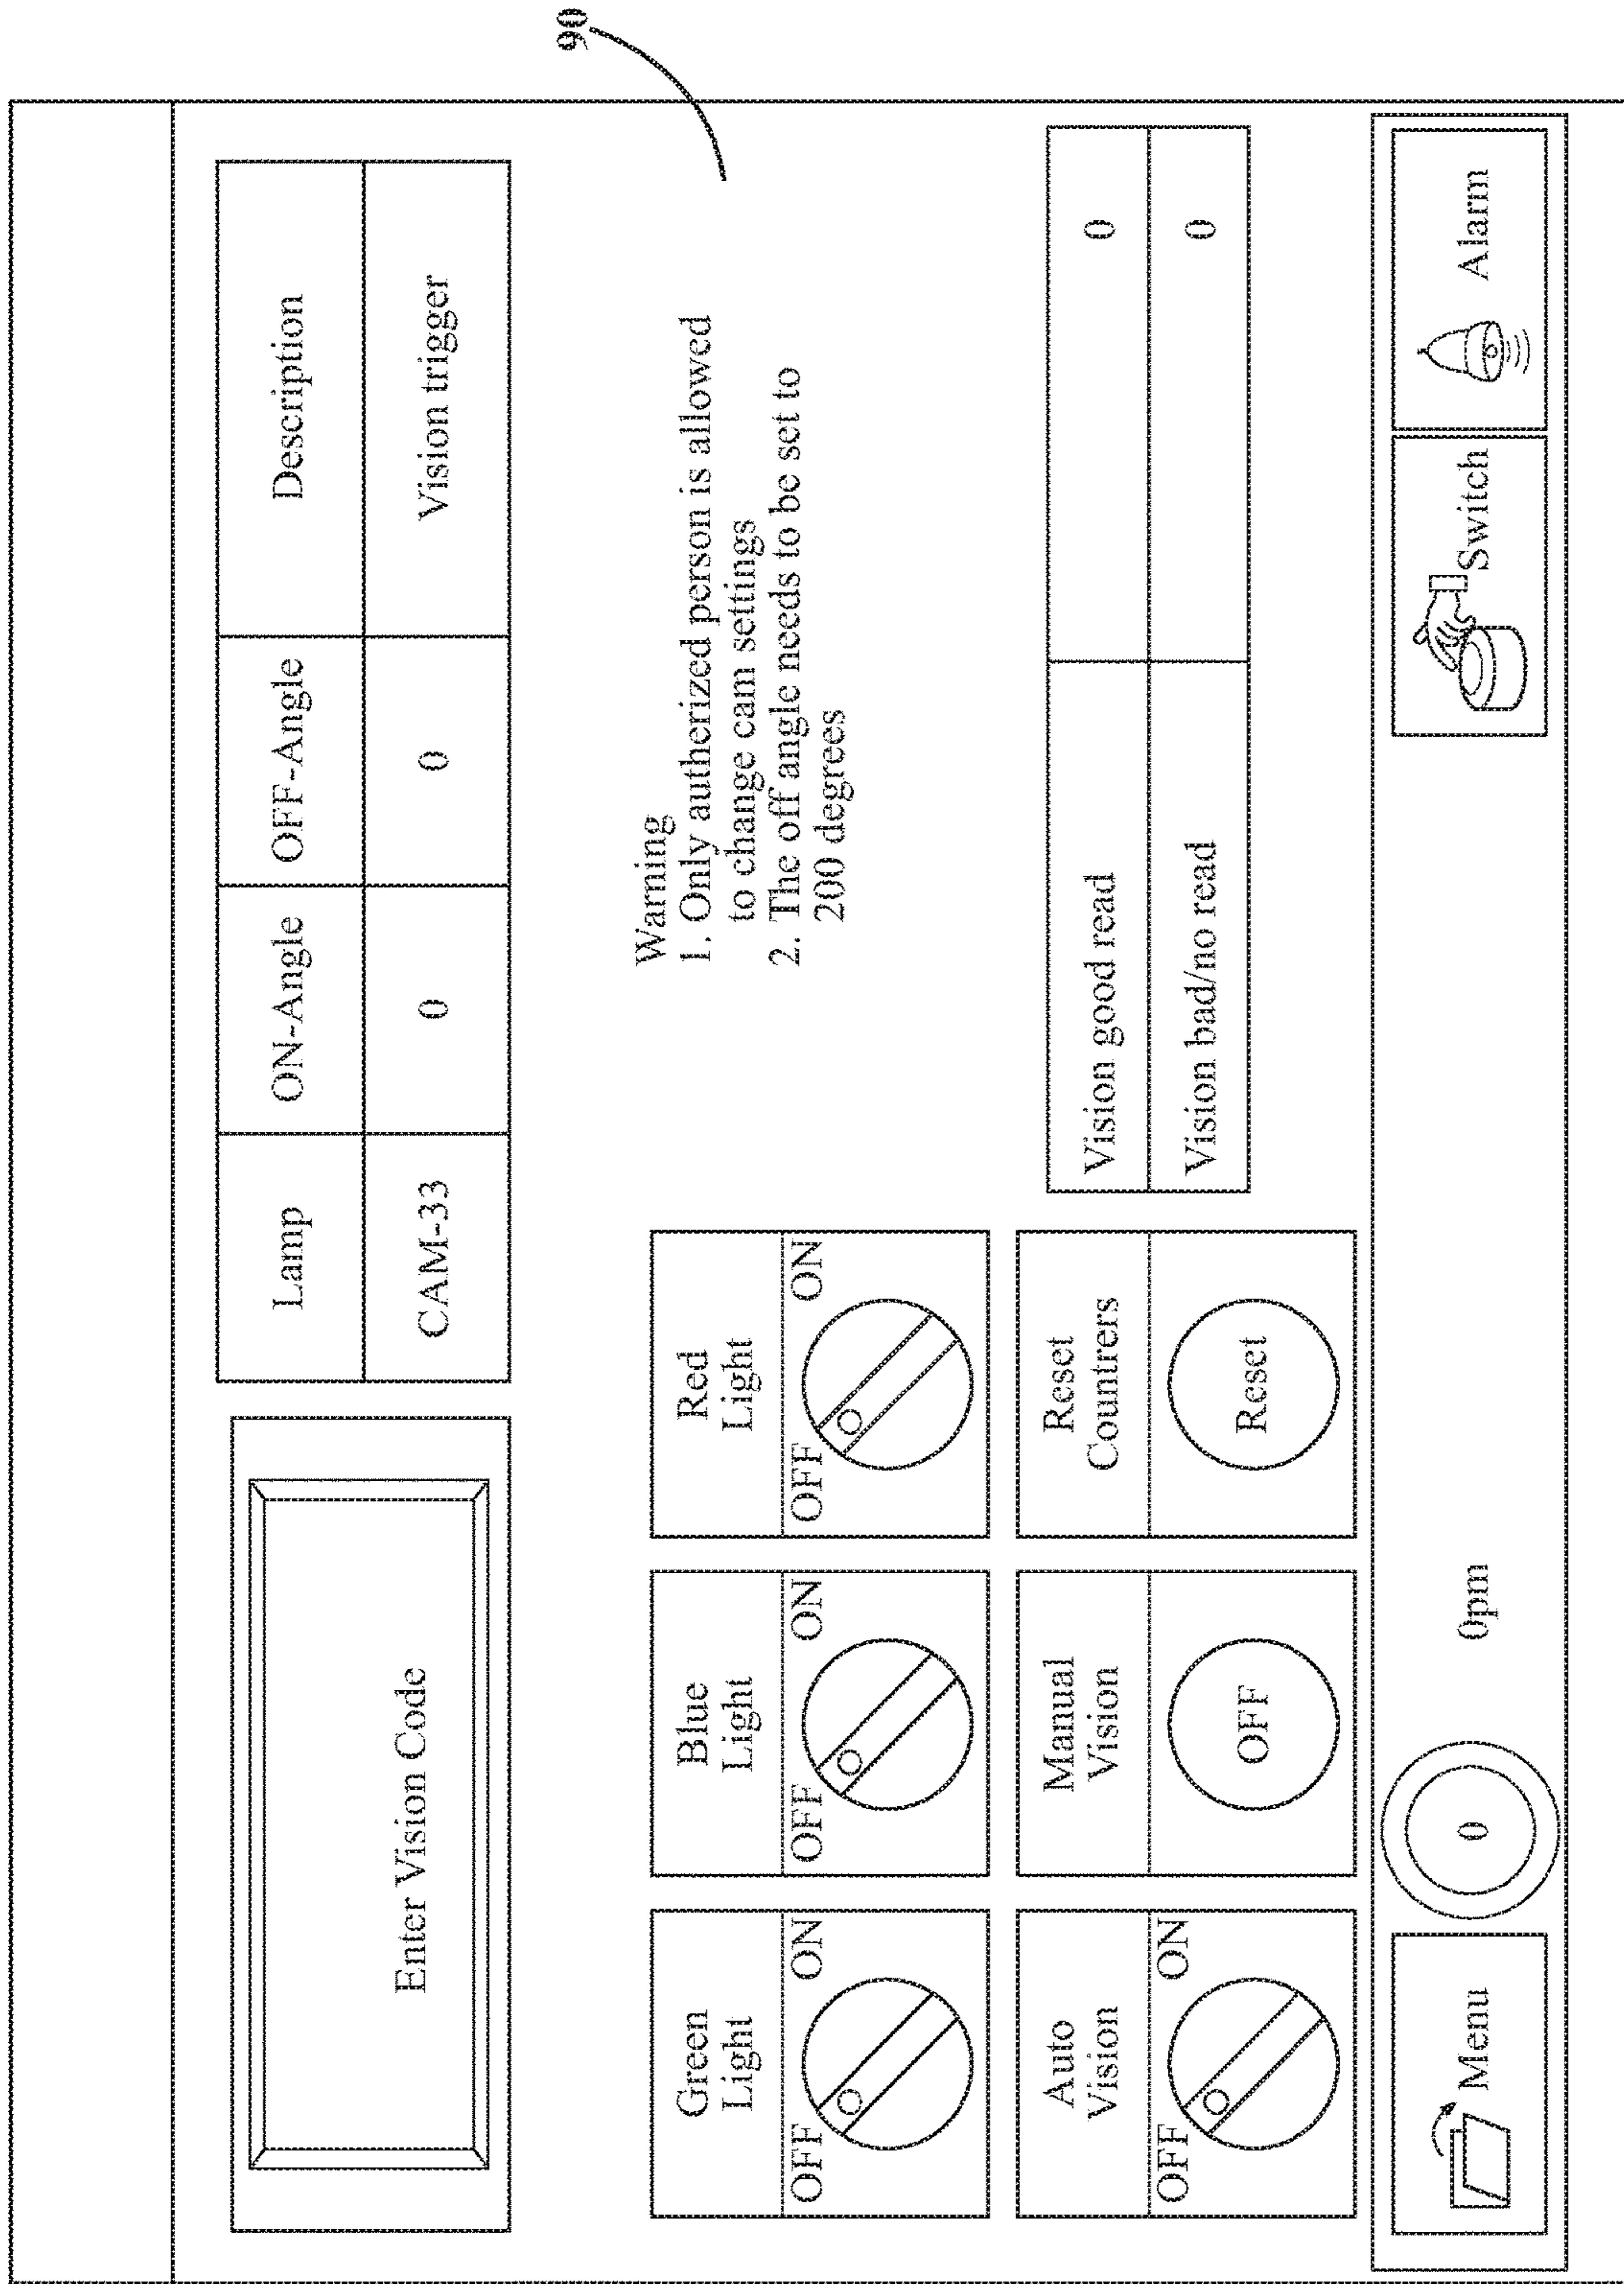 90
Enter Vision Code
Lamp ON-Angle OFF-Angle Description
CAM-33 0 0 Vision trigger
Warning
1. Only autherized person is allowed
to change cam settings
2. The off angle needs to be set to
200 degrees
Green
Light
OFF ON
Blue
Light
OFF ON
Red
Light
OFF ON
Auto
Vision
OFF ON
Manual
Vision
OFF
Reset
Countrers
Reset
Vision good read 0
Vision bad/no read 0
Menu
0
0pm
Switch
Alarm